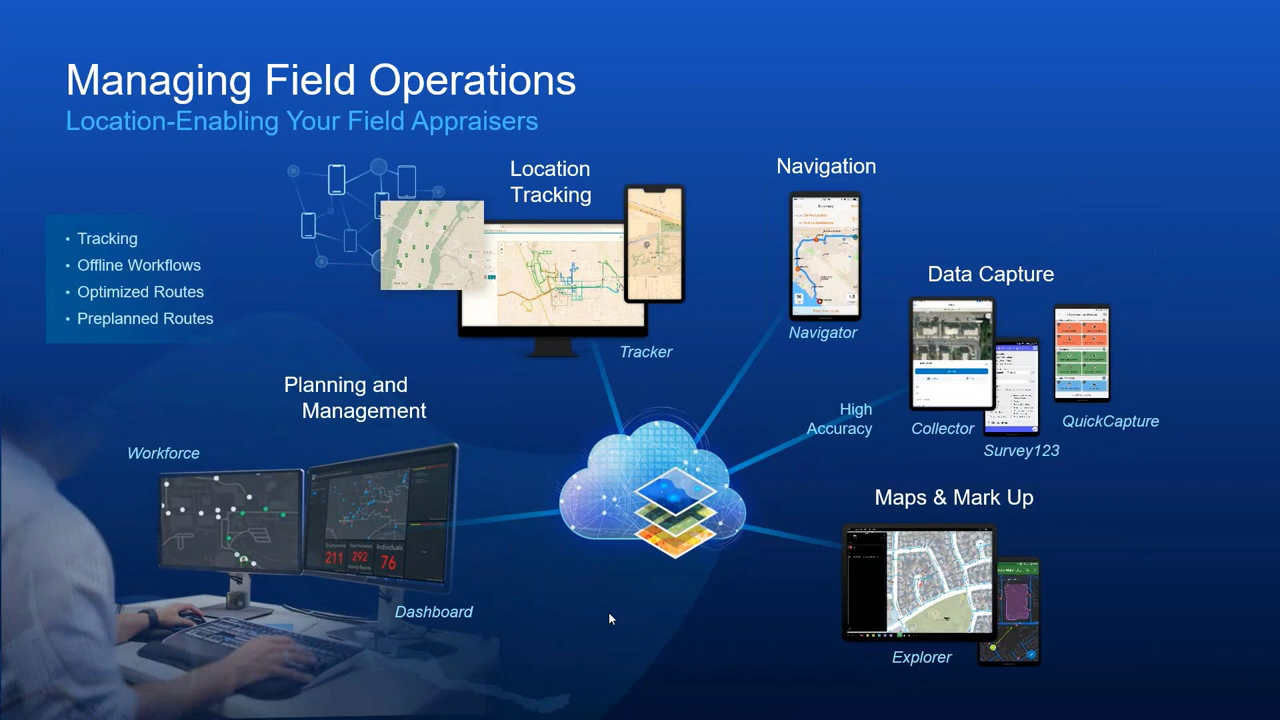 Managing Field Operations
Location-Enabling Your Field Appraisers
• Tracking
• Offline Workflows
• Optimized Routes
• Preplanned Routes
Location
Tracking
Tracker
Navigation
Navigator
Data Capture
High
Accuracy
Collector
Survey123
QuickCapture
Planning and
Management
Workforce
211
292
Individuals
76
Dashboard
Maps & Mark Up
Explorer